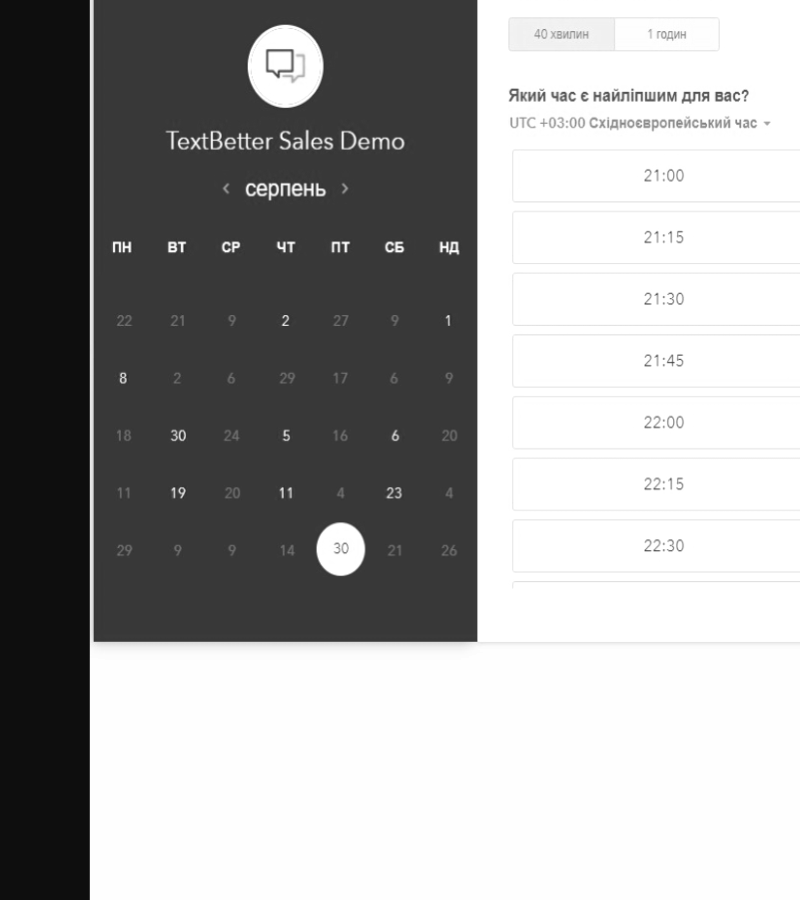 TextBetter Sales Demo
< серпень >
ПН ВТ СР ЧТ ПТ СБ НД
22 21 9 2 27 9 1
8 2 6 29 17 6 9
18 30 24 5 16 6 20
11 19 20 11 4 23 4
29 9 9 14 30 21 26
40 хвилин 1 годин
Який час є найліпшим для вас?
UTC +03:00 Східноєвропейський час
21:00
21:15
21:30
21:45
22:00
22:15
22:30